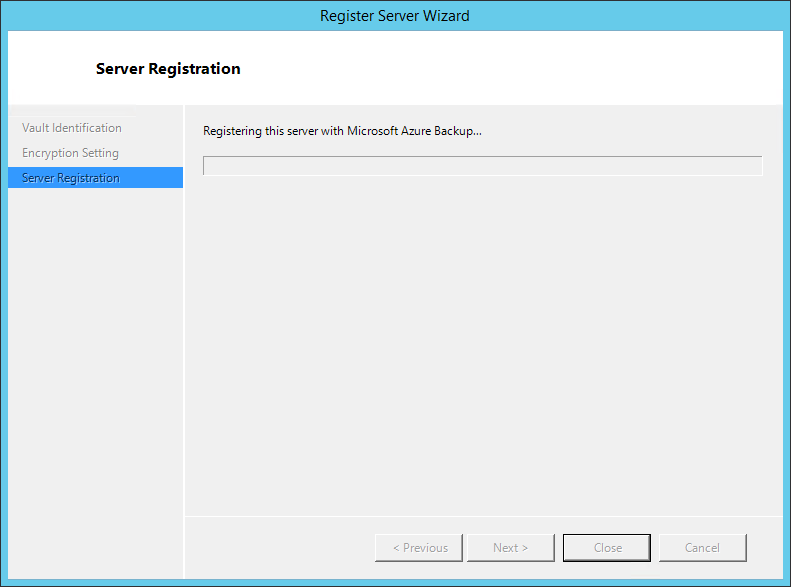 Register Server Wizard
Server Registration
Vault Identification
Encryption Setting
Server Registration
Registering this server with Microsoft Azure Backup...
< Previous
Next >
Close
Cancel